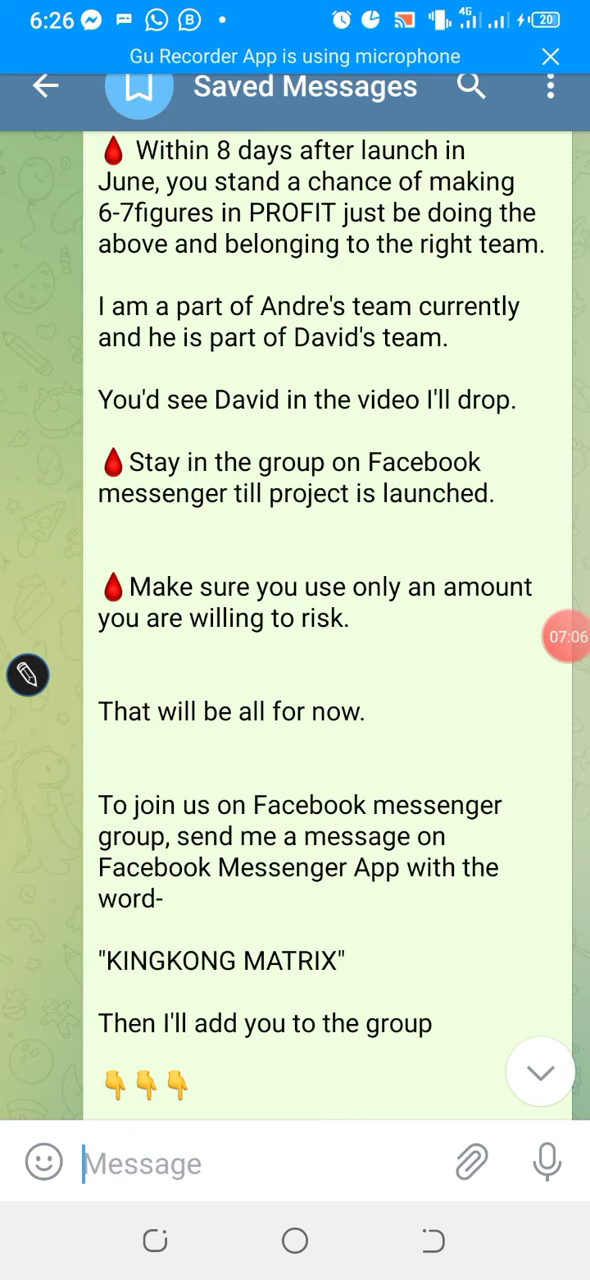 6:26
4G
20
Gu Recorder App is using microphone
Saved Messages
🩸 Within 8 days after launch in
June, you stand a chance of making
6-7figures in PROFIT just be doing the
above and belonging to the right team.
I am a part of Andre's team currently
and he is part of David's team.
You'd see David in the video I'll drop.
🩸Stay in the group on Facebook
messenger till project is launched.
🩸Make sure you use only an amount
you are willing to risk.
07:06
That will be all for now.
To join us on Facebook messenger
group, send me a message on
Facebook Messenger App with the
word-
"KINGKONG MATRIX"
Then I'll add you to the group
👇👇👇
Message